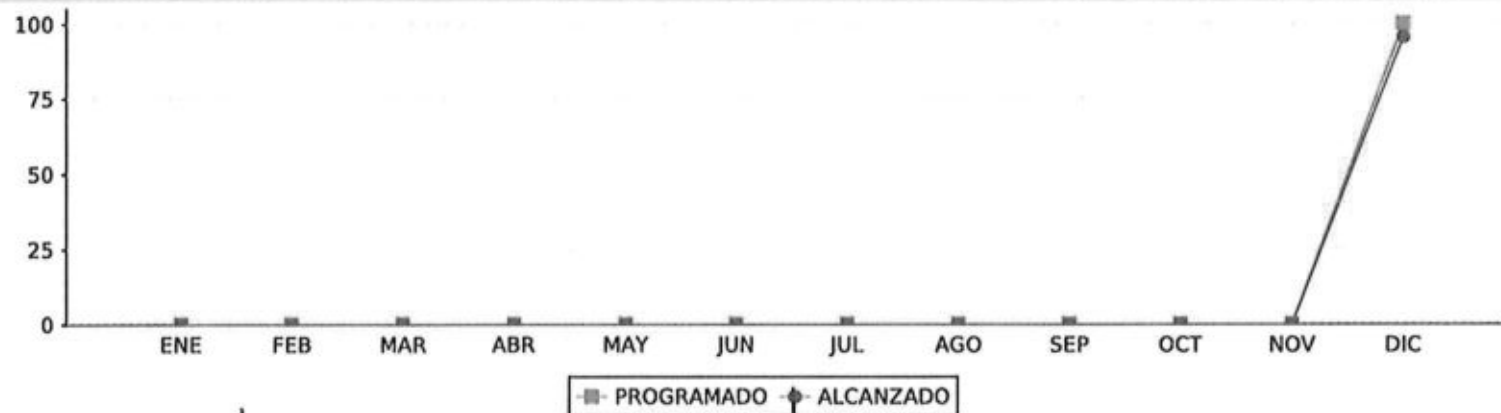 100
75
50
25
0
ENE FEB MAR ABR MAY JUN JUL AGO SEP OCT NOV DIC
PROGRAMADO ALCANZADO